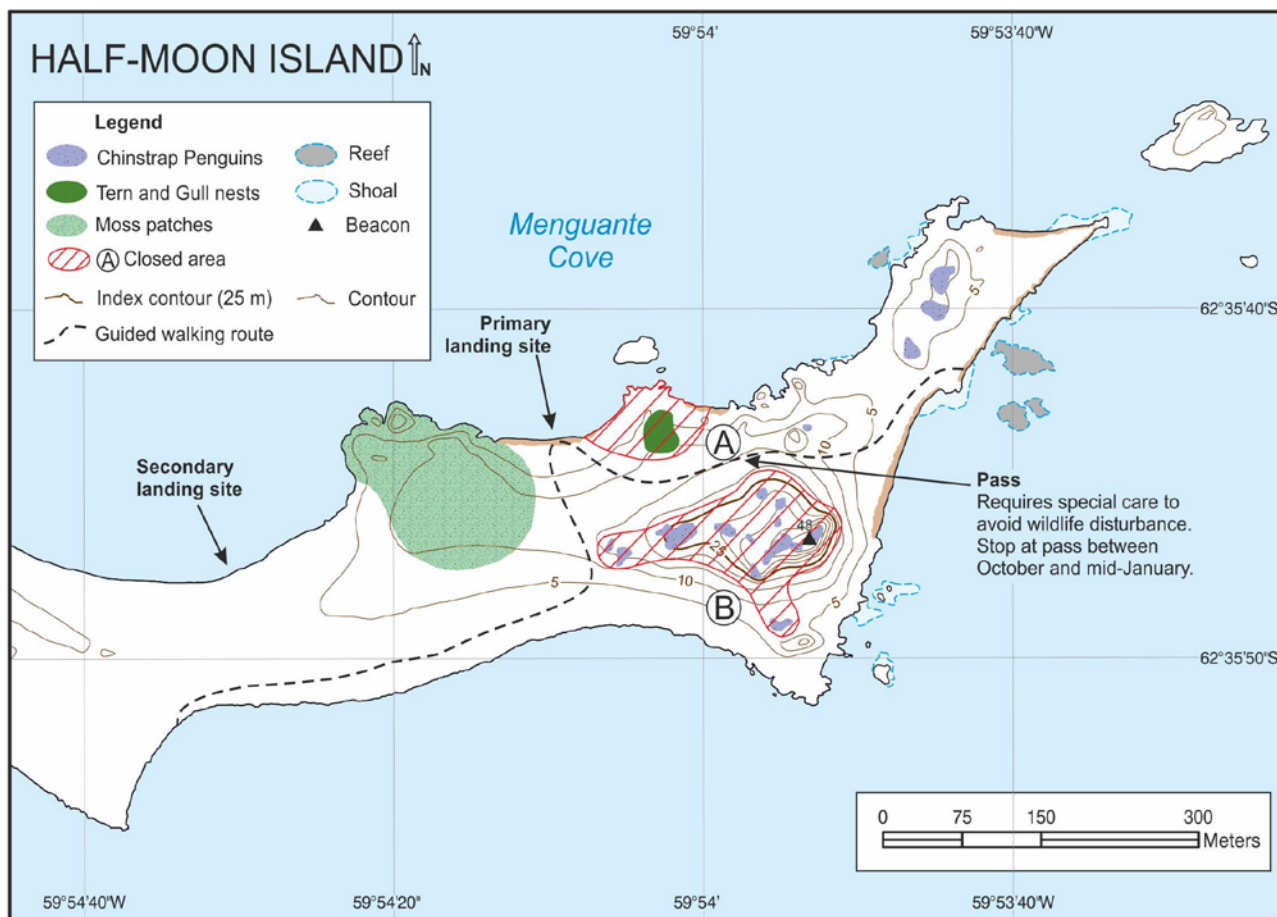 HALF-MOON ISLAND
N
Legend
Chinstrap Penguins
Tern and Gull nests
Moss patches
A Closed area
Index contour (25 m)
Guided walking route
Reef
Shoal
Beacon
Contour
59°54'
59°53'40"W
Menguante
Cove
Primary
landing site
Secondary
landing site
62°35'40"S
5
5
10
A
Pass
Requires special care to
avoid wildlife disturbance.
Stop at pass between
October and mid-January.
48
25
10
5
5
B
62°35'50"S
0 75 150 300
Meters
59°54'40"W
59°54'20"W
59°54'
59°53'40"W